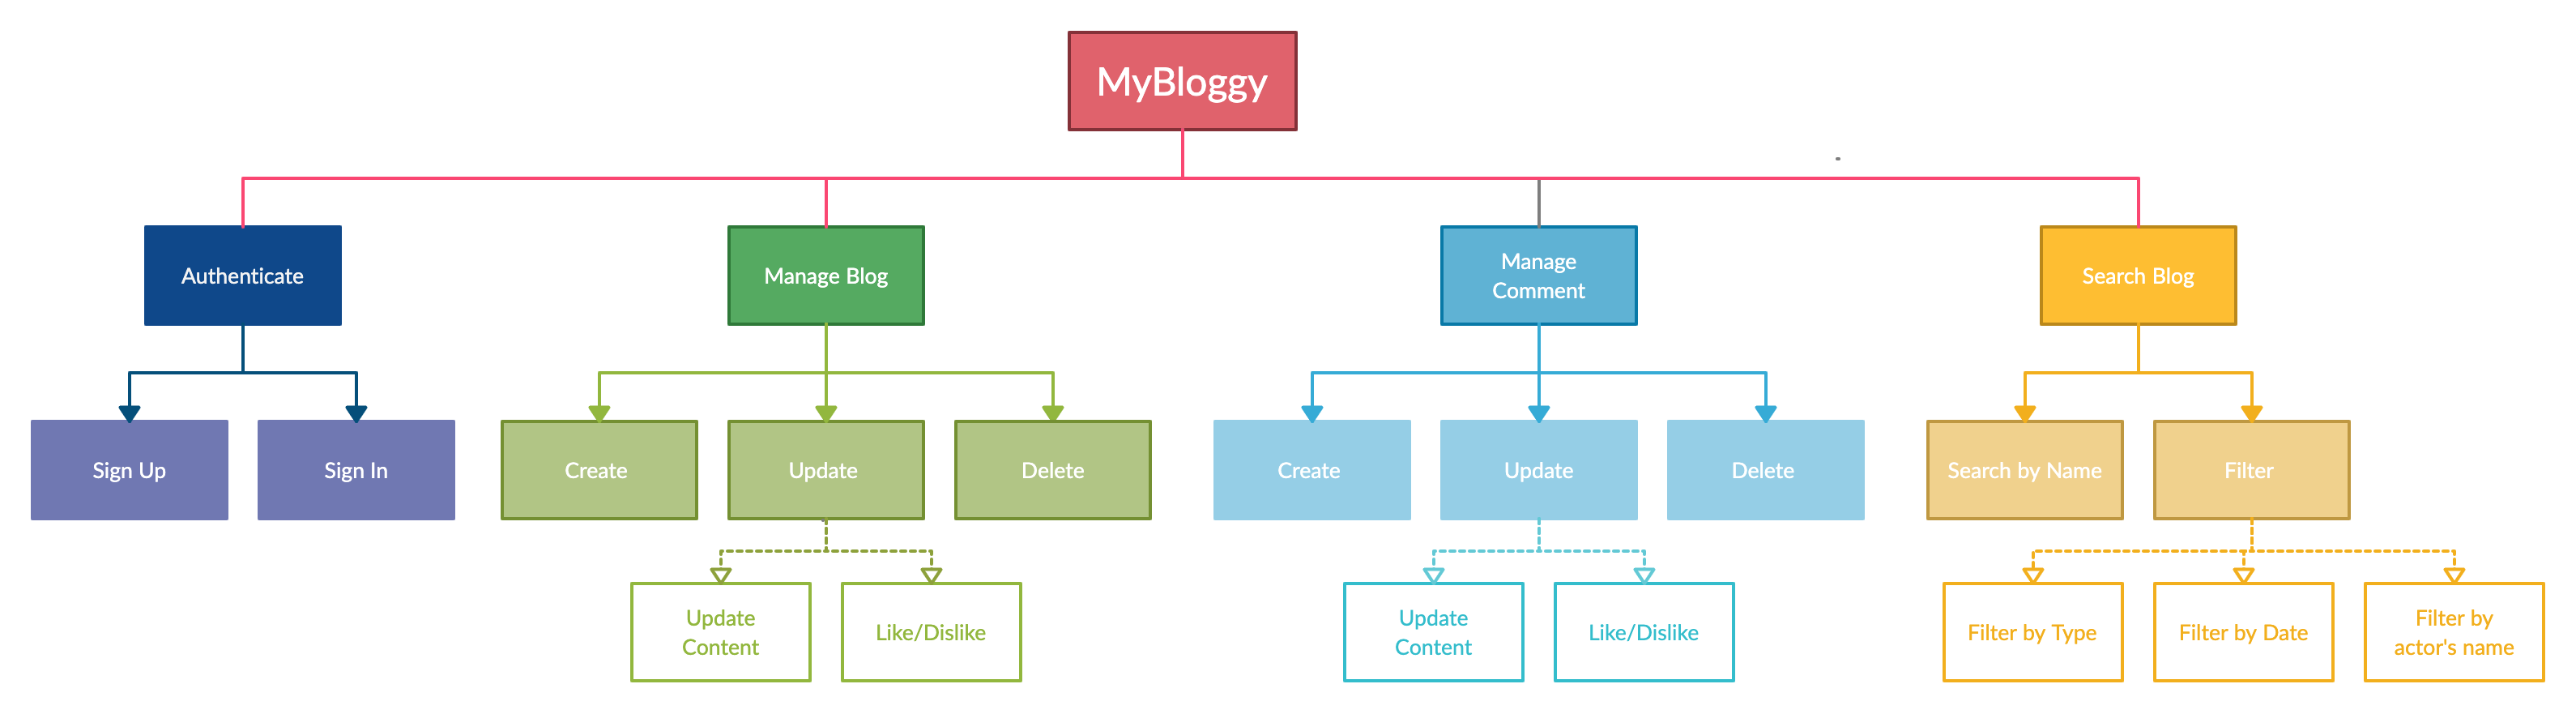 MyBloggy
Authenticate
Manage Blog
Manage
Comment
Search Blog
Sign Up
Sign In
Create
Update
Delete
Create
Update
Delete
Search by Name
Filter
Update
Content
Like/Dislike
Update
Content
Like/Dislike
Filter by Type
Filter by Date
Filter by
actor's name